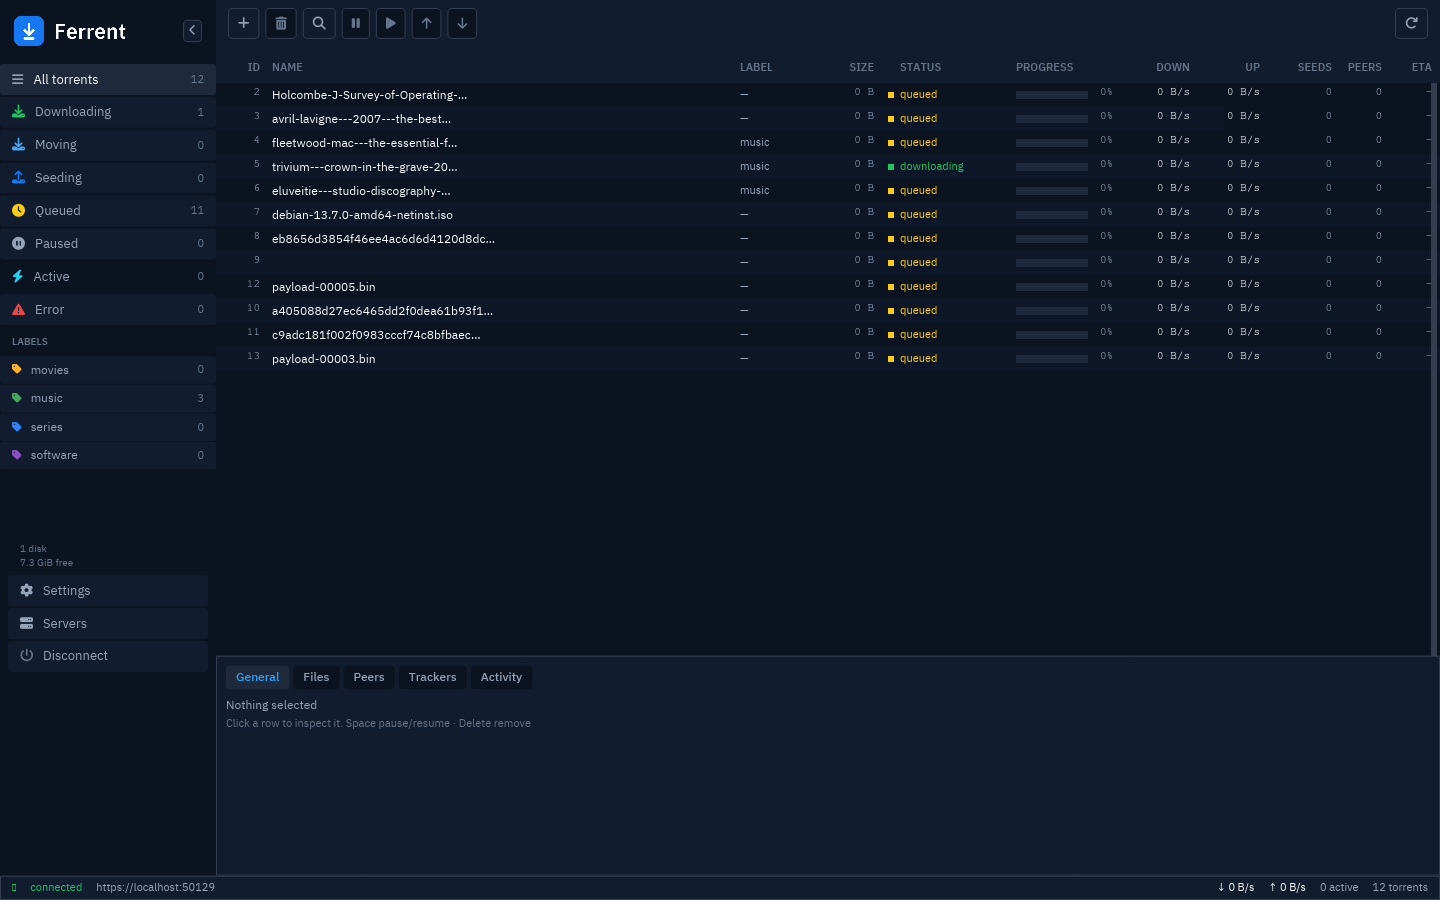 Ferrent
All torrents 12
Downloading 1
Moving 0
Seeding 0
Queued 11
Paused 0
Active 0
Error 0
LABELS
movies 0
music 3
series 0
software 0
1 disk
7.3 GiB free
Settings
Servers
Disconnect
ID NAME LABEL SIZE STATUS PROGRESS DOWN UP SEEDS PEERS ETA
2 Holcombe-J-Survey-of-Operating-... — 0 B queued 0% 0 B/s 0 B/s 0 0 —
3 avril-lavigne---2007---the-best... — 0 B queued 0% 0 B/s 0 B/s 0 0 —
4 fleetwood-mac---the-essential-f... music 0 B queued 0% 0 B/s 0 B/s 0 0 —
5 trivium---crown-in-the-grave-20... music 0 B downloading 0% 0 B/s 0 B/s 0 0 —
6 eluveitie---studio-discography-... music 0 B queued 0% 0 B/s 0 B/s 0 0 —
7 debian-13.7.0-amd64-netinst.iso — 0 B queued 0% 0 B/s 0 B/s 0 0 —
8 eb8656d3854f46ee4ac6d6d4120d8dc... — 0 B queued 0% 0 B/s 0 B/s 0 0 —
9 — 0 B queued 0% 0 B/s 0 B/s 0 0 —
12 payload-00005.bin — 0 B queued 0% 0 B/s 0 B/s 0 0 —
10 a405088d27ec6465dd2f0dea61b93f1... — 0 B queued 0% 0 B/s 0 B/s 0 0 —
11 c9adc181f002f0983cccf74c8bfbaec... — 0 B queued 0% 0 B/s 0 B/s 0 0 —
13 payload-00003.bin — 0 B queued 0% 0 B/s 0 B/s 0 0 —
General Files Peers Trackers Activity
Nothing selected
Click a row to inspect it. Space pause/resume · Delete remove
connected https://localhost:50129 ↓ 0 B/s ↑ 0 B/s 0 active 12 torrents